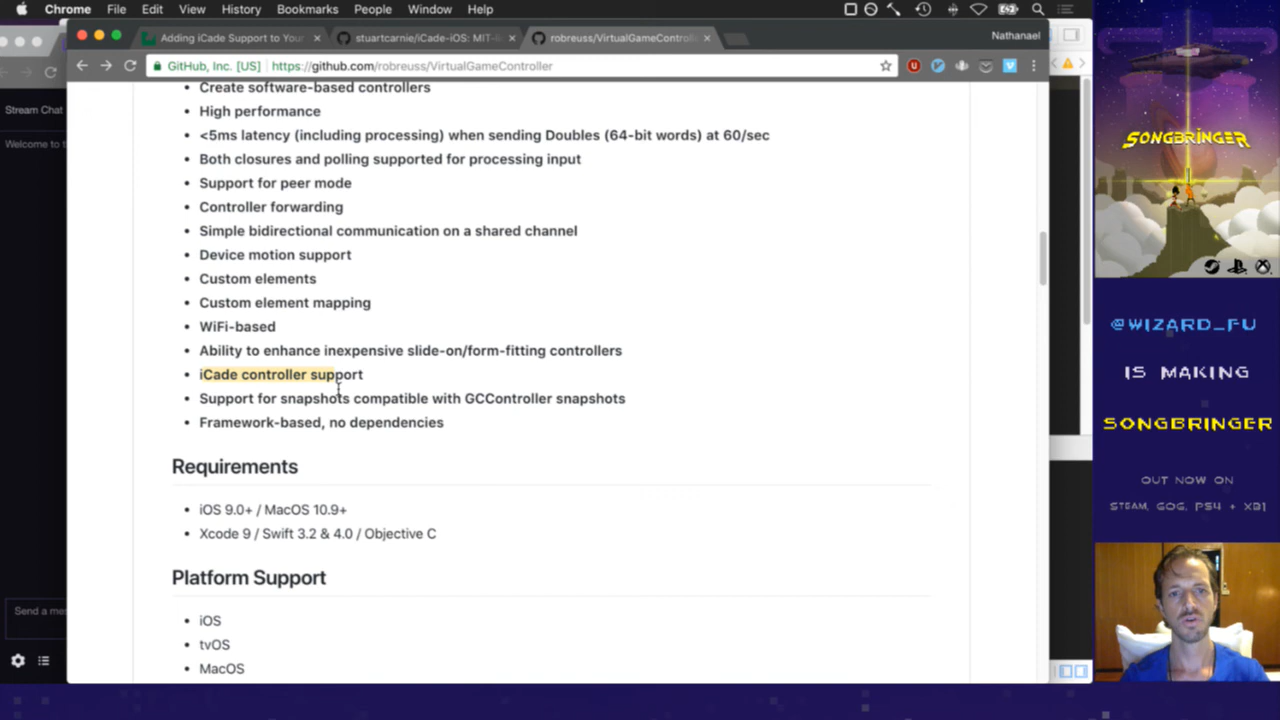 Chrome File Edit View History Bookmarks People Window Help
Adding iCade Support to Your
stuartcarnie/iCade-iOS: MIT-
robreuss/VirtualGameControll
Nathanael
GitHub, Inc. [US] https://github.com/robreuss/VirtualGameController
Stream Chat
Welcome to
Create software-based controllers
High performance
<5ms latency (including processing) when sending Doubles (64-bit words) at 60/sec
Both closures and polling supported for processing input
Support for peer mode
Controller forwarding
Simple bidirectional communication on a shared channel
Device motion support
Custom elements
Custom element mapping
WiFi-based
Ability to enhance inexpensive slide-on/form-fitting controllers
iCade controller support
Support for snapshots compatible with GCController snapshots
Framework-based, no dependencies
Requirements
iOS 9.0+ / MacOS 10.9+
Xcode 9 / Swift 3.2 & 4.0 / Objective C
Platform Support
iOS
tvOS
MacOS
Send a me
SONGBRINGER
@WIZARD_FU
IS MAKING
SONGBRINGER
OUT NOW ON
STEAM, GOG, PS4 + XB1